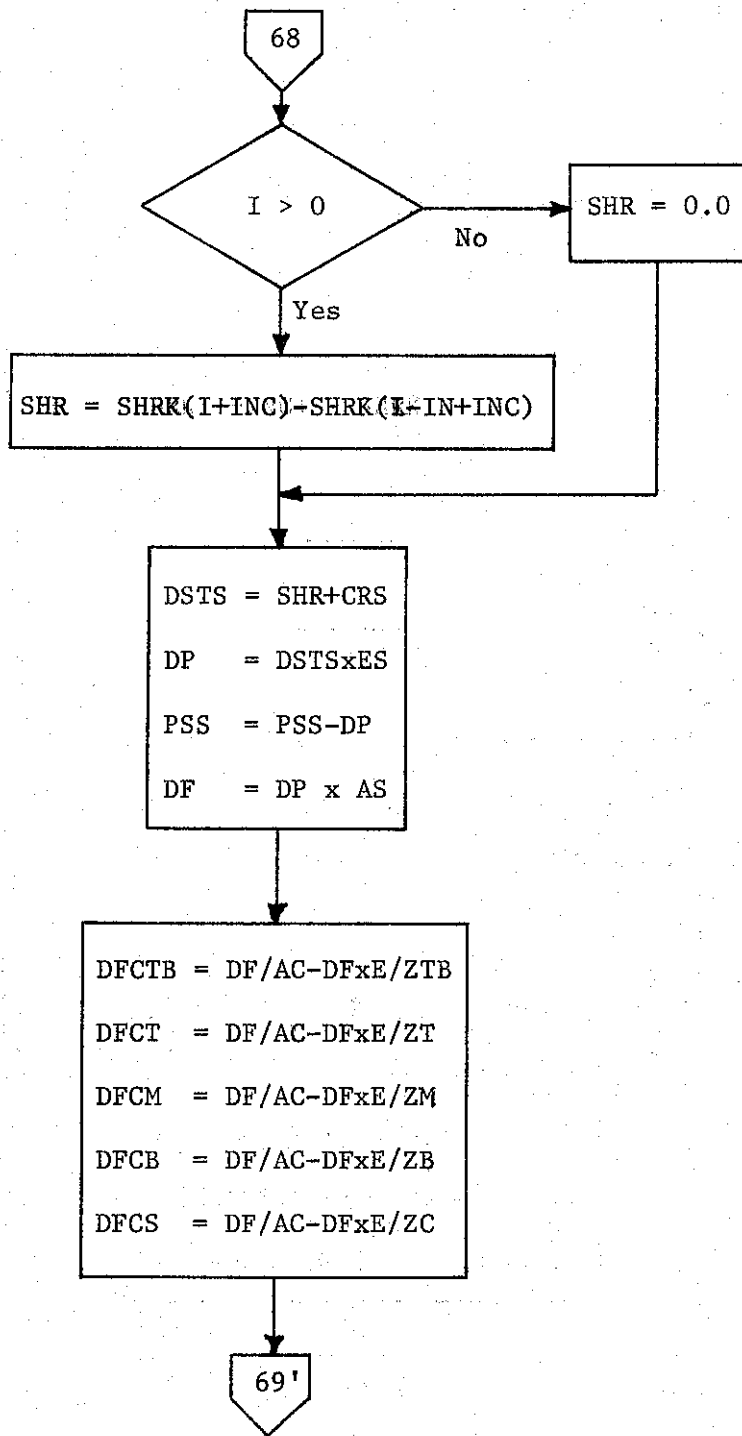 68
I > 0
SHR = 0.0
No
Yes
SHR = SHRK(I+INC)-SHRK(I-IN+INC)
DSTS = SHR+CRS
DP = DSTSxES
PSS = PSS-DP
DF = DP x AS
DFCTB = DF/AC-DFxE/ZTB
DFCT = DF/AC-DFxE/ZT
DFCM = DF/AC-DFxE/ZM
DFCB = DF/AC-DFxE/ZB
DFCS = DF/AC-DFxE/ZC
69'